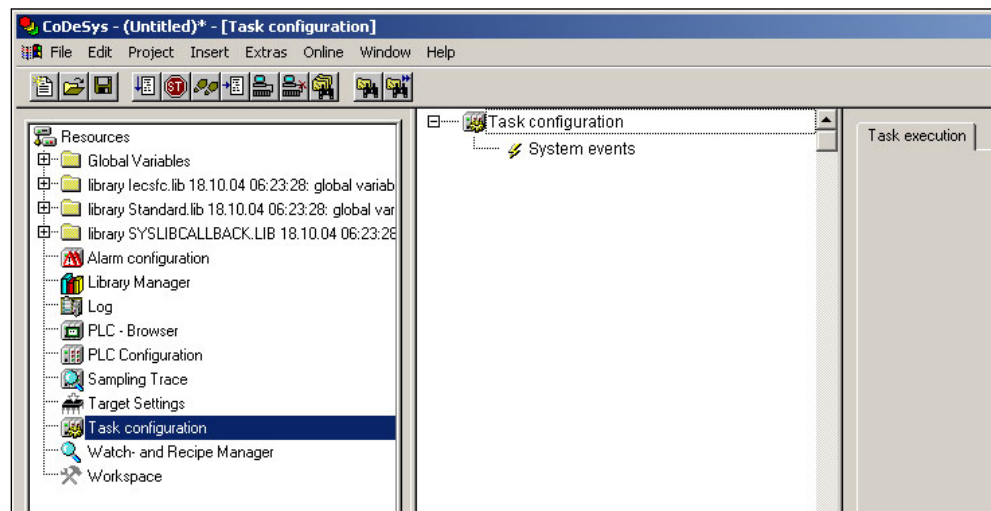 CoDeSys - (Untitled)* - [Task configuration]
File Edit Project Insert Extras Online Window Help
Resources
Global Variables
library Iecsfc.lib 18.10.04 06:23:28: global variab
library Standard.lib 18.10.04 06:23:28: global var
library SYSLIBCALLBACK.LIB 18.10.04 06:23:28
Alarm configuration
Library Manager
Log
PLC - Browser
PLC Configuration
Sampling Trace
Target Settings
Task configuration
Watch- and Recipe Manager
Workspace
Task configuration
System events
Task execution